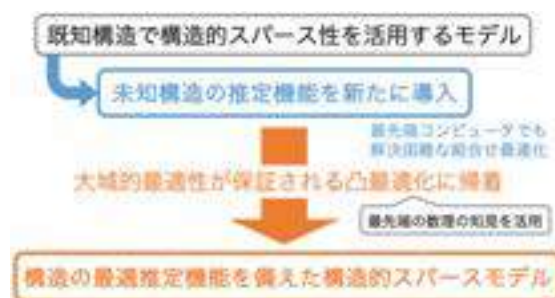 既知構造で構造的スパース性を活用するモデル
未知構造の推定機能を新たに導入
最先端コンピュータでも
解決困難な組合せ最適化
大域的最適性が保証される凸最適化に帰着
最先端の数理の知見を活用
構造の最適推定機能を備えた構造的スパースモデル